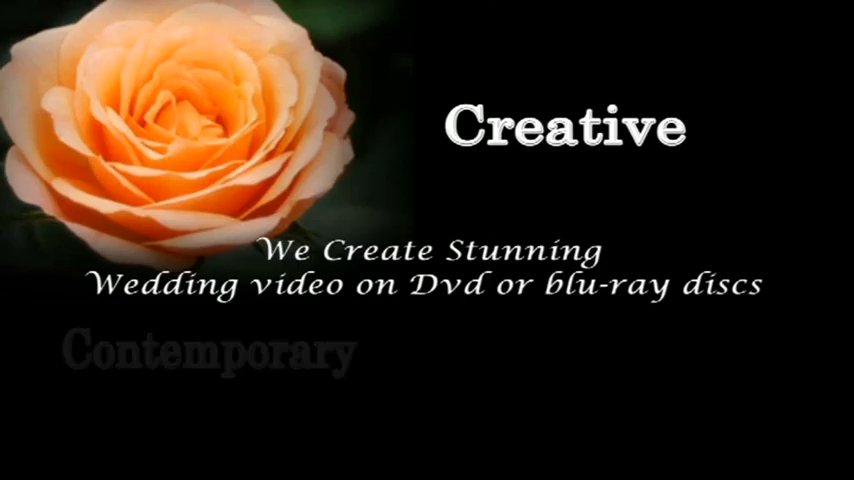 Creative
We Create Stunning
Wedding video on Dvd or blu-ray discs
Contemporary